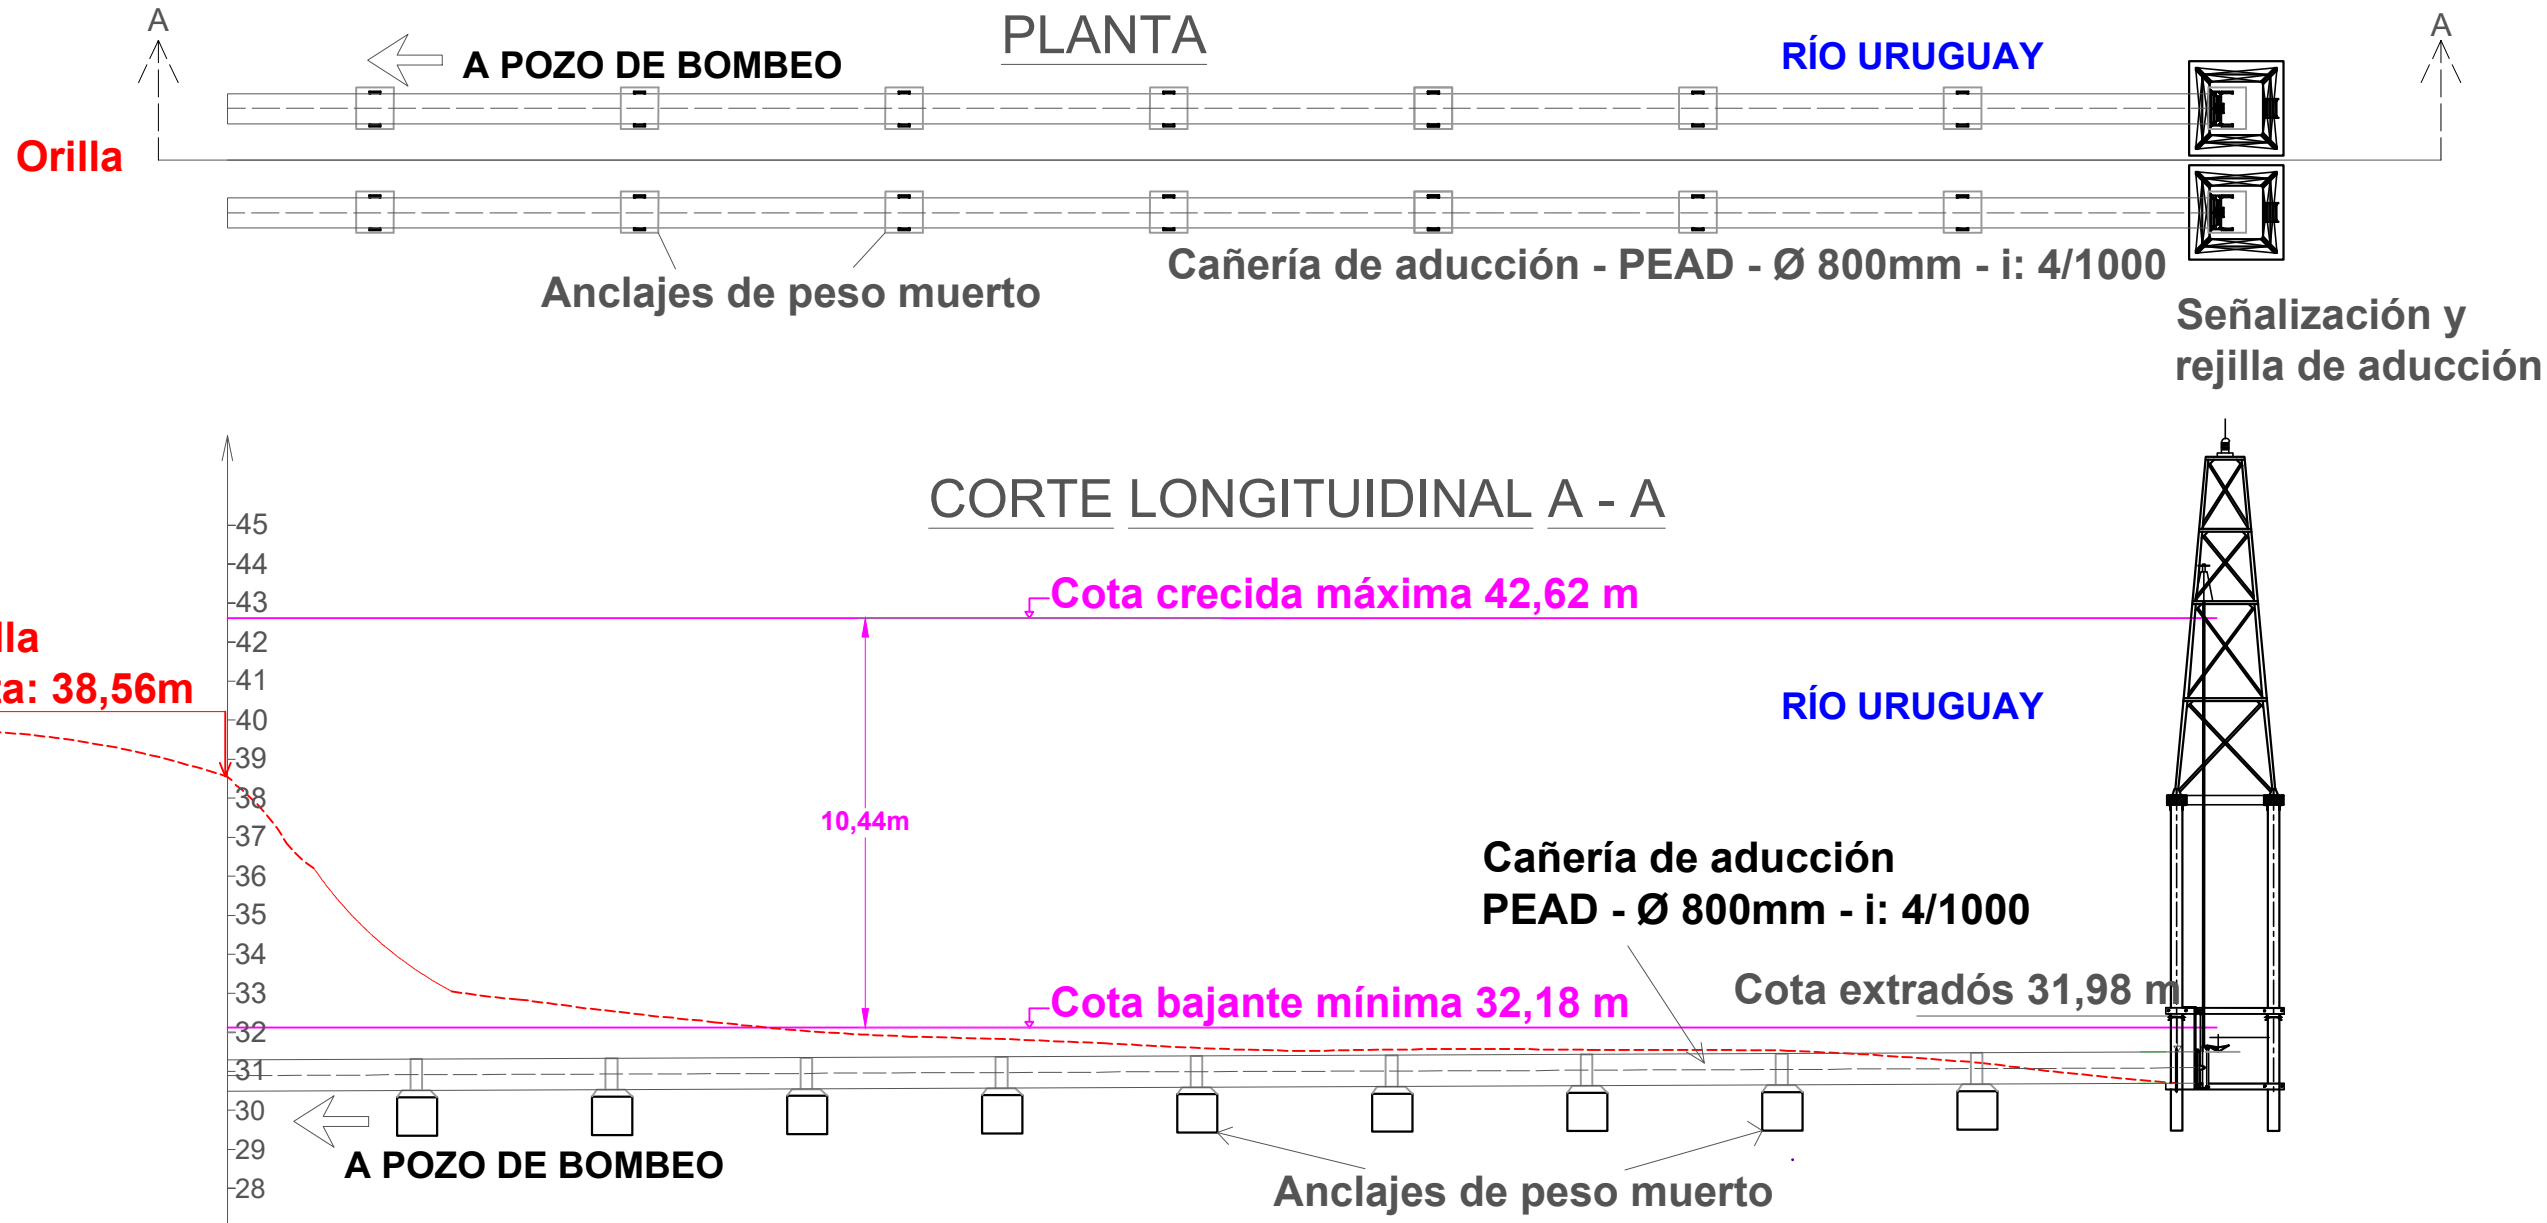 A
PLANTA
A
A POZO DE BOMBEO
RÍO URUGUAY
Orilla
Cañería de aducción - PEAD - Ø 800mm - i: 4/1000
Anclajes de peso muerto
Señalización y
rejilla de aducción
CORTE LONGITUIDINAL A - A
45
44
43
42
41
40
39
38
37
36
35
34
33
32
31
30
29
28
Cota crecida máxima 42,62 m
lla
ta: 38,56m
RÍO URUGUAY
10,44m
Cañería de aducción
PEAD - Ø 800mm - i: 4/1000
Cota extradós 31,98 m
Cota bajante mínima 32,18 m
A POZO DE BOMBEO
Anclajes de peso muerto